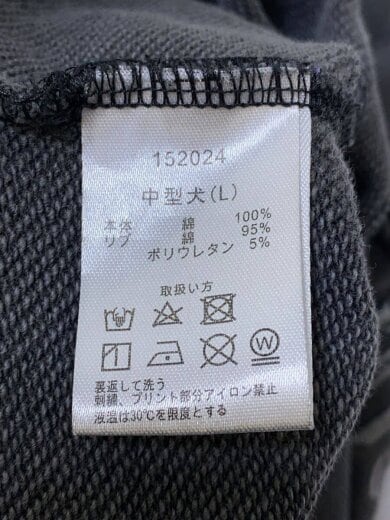 152024
中型犬(L)
本体 綿 100%
リブ 綿 95%
ポリウレタン 5%
取扱い方
W
裏返して洗う
刺繍、プリント部分アイロン禁止
液温は30℃を限度とする